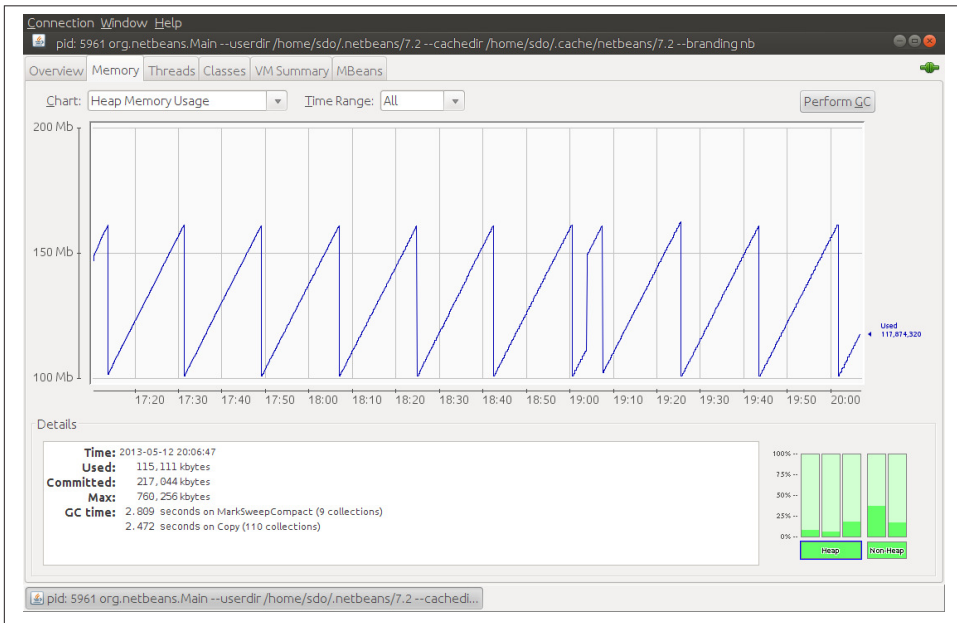 Connection Window Help
pid: 5961 org.netbeans.Main --userdir /home/sdo/.netbeans/7.2 --cachedir /home/sdo/.cache/netbeans/7.2 --branding nb
Overview Memory Threads Classes VM Summary MBeans
Chart: Heap Memory Usage Time Range: All Perform GC
200 Mb
150 Mb
Used
117,874,320
100 Mb
17:20 17:30 17:40 17:50 18:00 18:10 18:20 18:30 18:40 18:50 19:00 19:10 19:20 19:30 19:40 19:50 20:00
Details
Time: 2013-05-12 20:06:47
Used: 115,111 kbytes
Committed: 217,044 kbytes
Max: 760,256 kbytes
GC time: 2.809 seconds on MarkSweepCompact (9 collections)
2.472 seconds on Copy (110 collections)
100% --
75% --
50% --
25% --
0% --
Heap Non-Heap
pid: 5961 org.netbeans.Main --userdir /home/sdo/.netbeans/7.2 --cachedi...